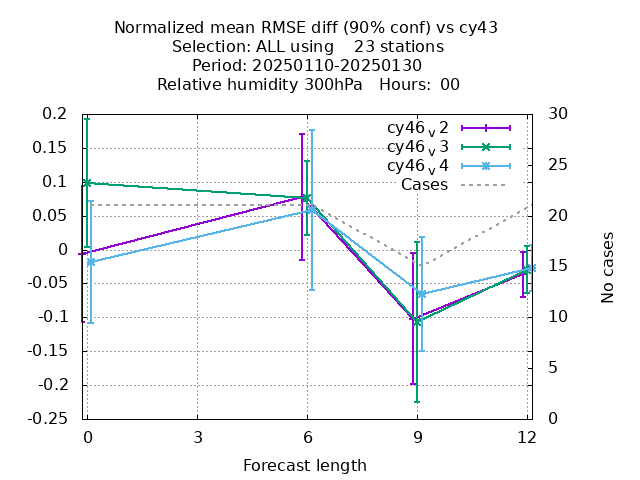 Normalized mean RMSE diff (90% conf) vs cy43
Selection: ALL using    23 stations
Period: 20250110-20250130
Relative humidity 300hPa   Hours:  00
0.2
0.15
0.1
0.05
0
-0.05
-0.1
-0.15
-0.2
-0.25
30
25
20
15
10
5
0
No cases
cy46v2
cy46v3
cy46v4
Cases
0 3 6 9 12
Forecast length